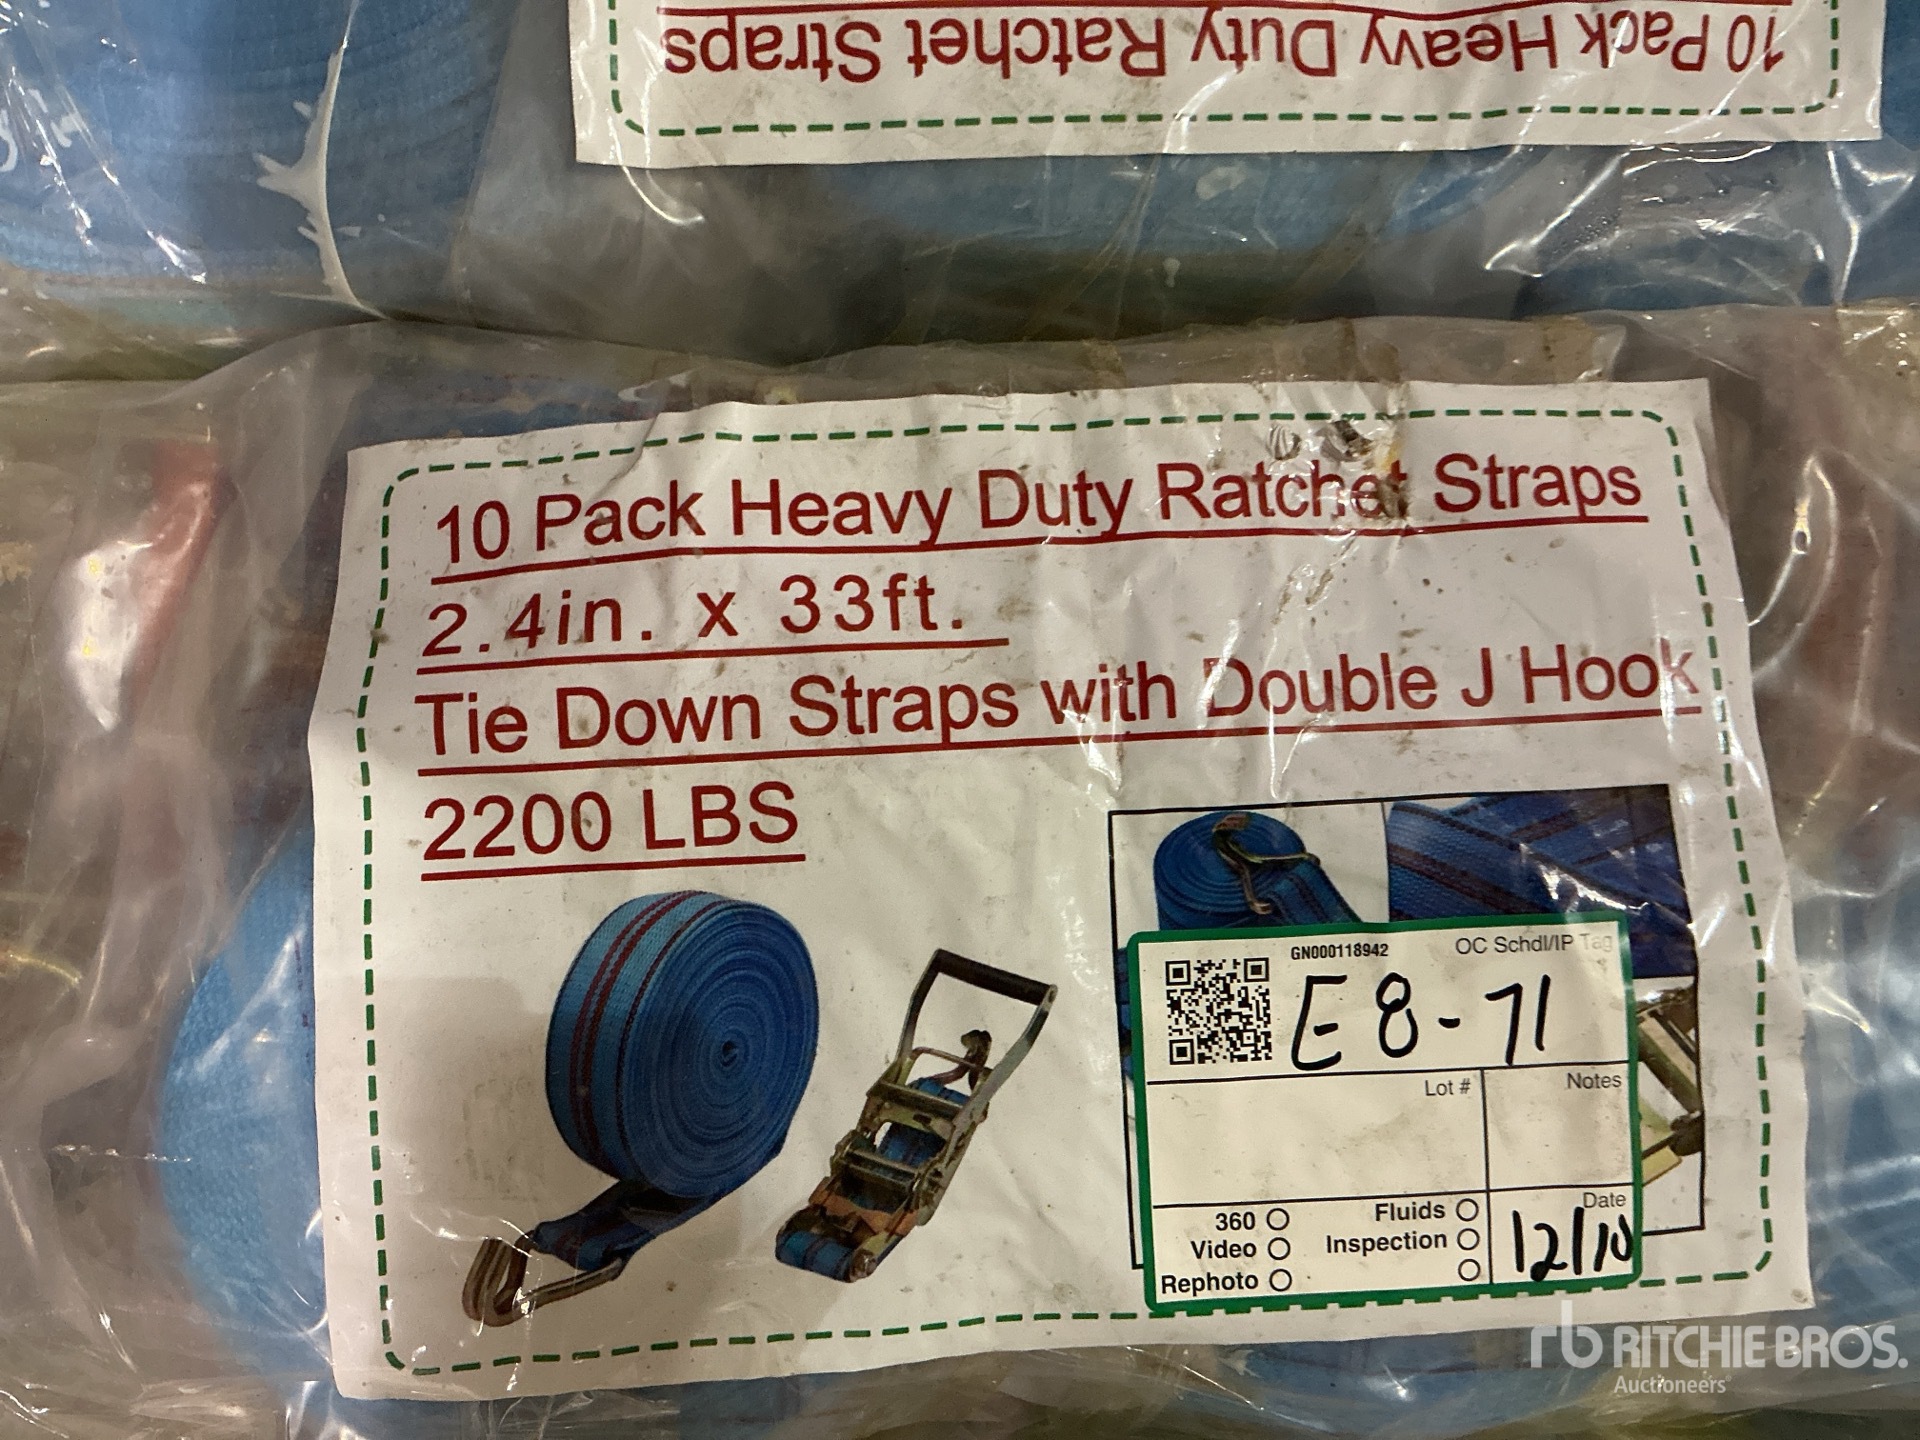 10 Pack Heavy Duty Ratchet Straps
10 Pack Heavy Duty Ratchet Straps
2.4in. x 33ft.
Tie Down Straps with Double J Hook
2200 LBS
GN000118942 OC Schdl/IP Tag
E8-71
Lot # Notes
360 Fluids Date
Video Inspection 12/10
Rephoto
rb RITCHIE BROS.
Auctioneers